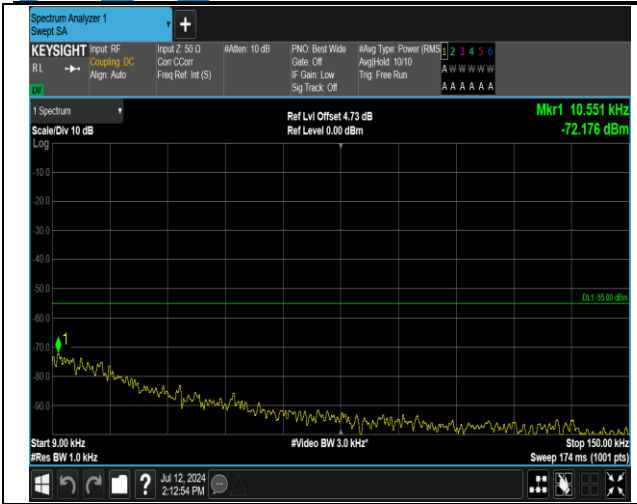 Spectrum Analyzer 1
Swept SA
+
KEYSIGHT
RL
LNI
Input: RF
Coupling: DC
Align: Auto
Input Z: 50 Ω
Corr CCorr
Freq Ref: Int (S)
#Atten: 10 dB
PNO: Best Wide
Gate: Off
IF Gain: Low
Sig Track: Off
#Avg Type: Power (RMS
Avg|Hold: 10/10
Trig: Free Run
1 2 3 4 5 6
A W W W W W
A A A A A A
1 Spectrum
Scale/Div 10 dB
Ref Lvl Offset 4.73 dB
Ref Level 0.00 dBm
Mkr1 10.551 kHz
-72.176 dBm
Log
-10.0
-20.0
-30.0
-40.0
-50.0
DL1 -55.00 dBm
-60.0
1
-70.0
-80.0
-90.0
Start 9.00 kHz
#Video BW 3.0 kHz*
Stop 150.00 kHz
#Res BW 1.0 kHz
Sweep 174 ms (1001 pts)
?
Jul 12, 2024
2:12:54 PM